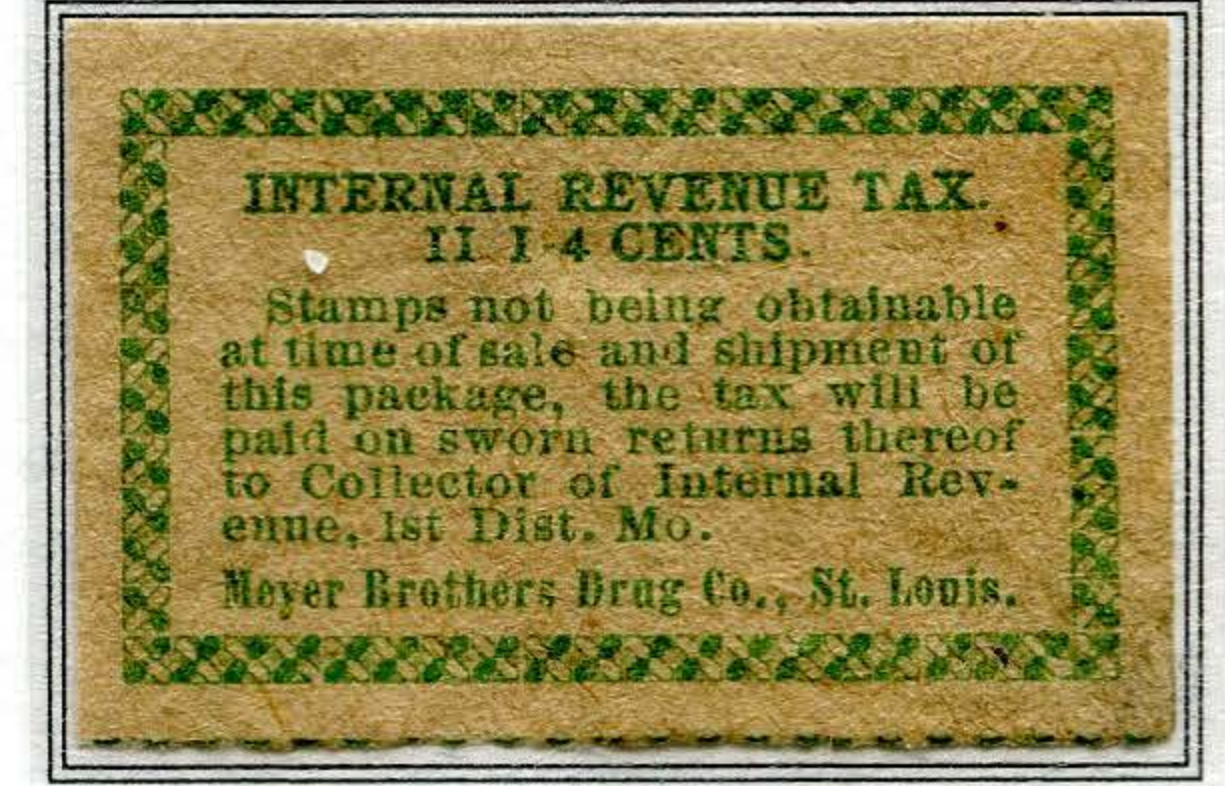 INTERNAL REVENUE TAX.
II I-4 CENTS.
Stamps not being obtainable
at time of sale and shipment of
this package, the tax will be
paid on sworn returns thereof
to Collector of Internal Rev-
enue, 1st Dist. Mo.
Meyer Brothers Drug Co., St. Louis.